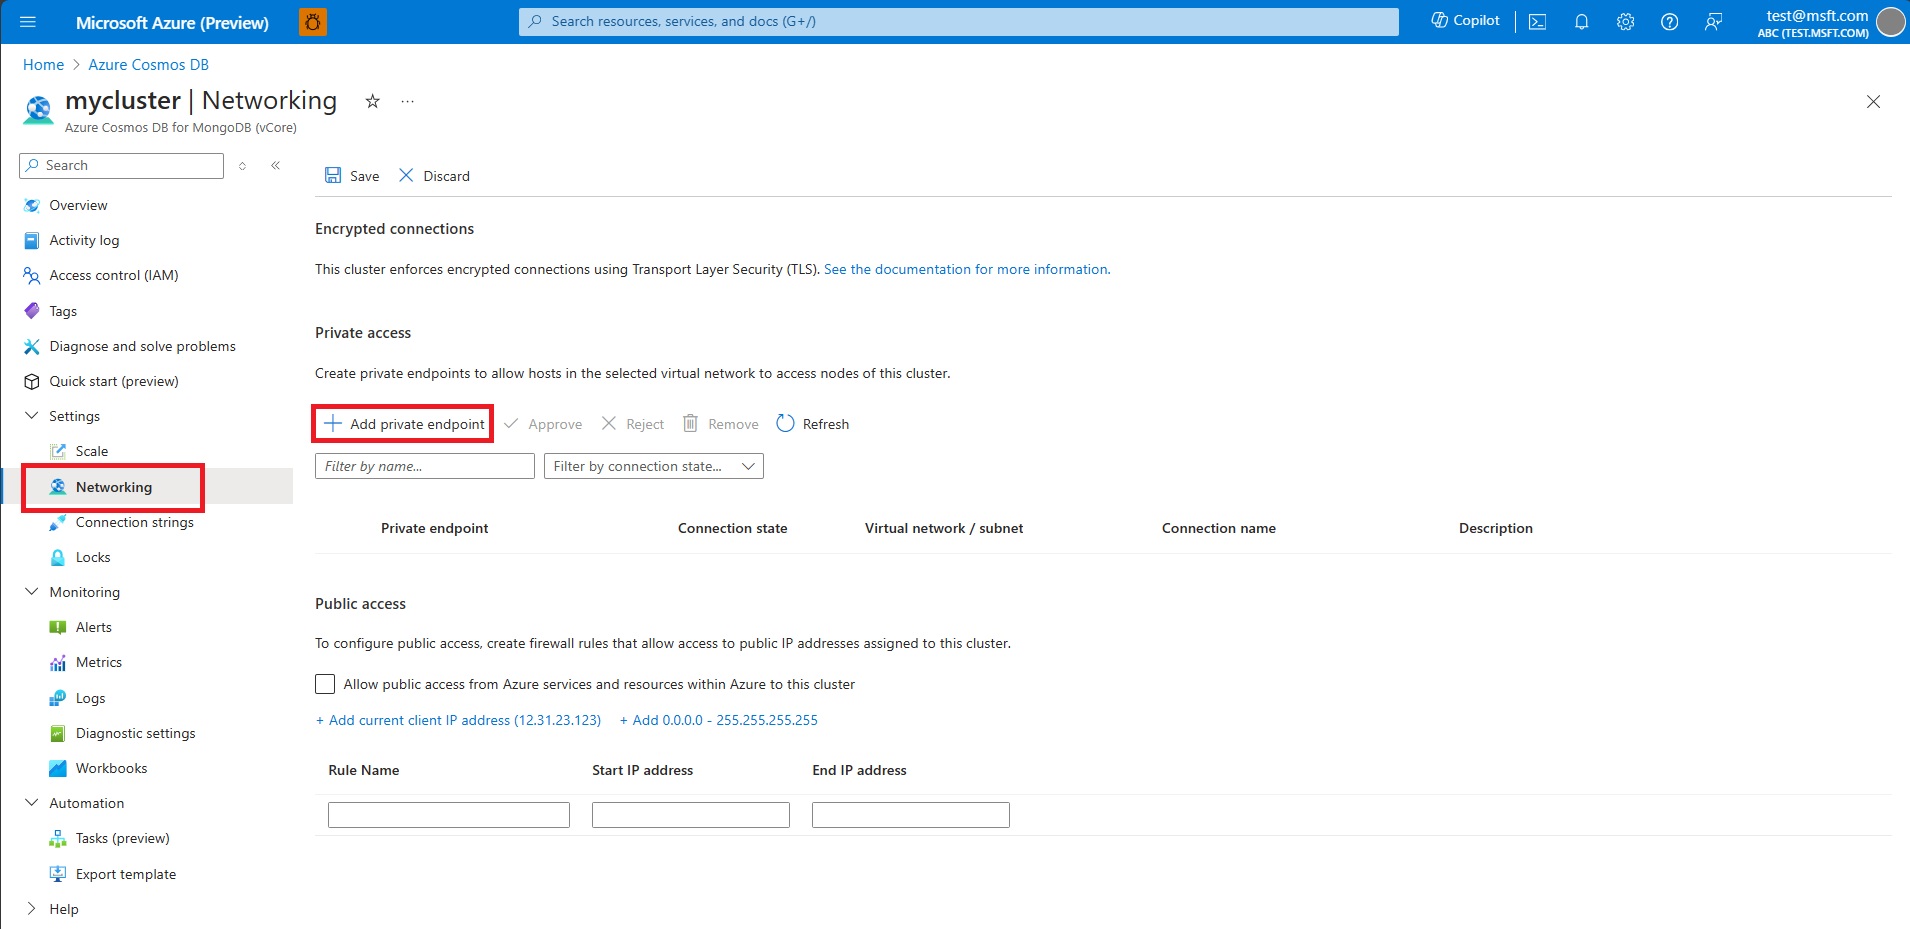 Microsoft Azure (Preview)
Search resources, services, and docs (G+/)
Copilot
test@msft.com
ABC (TEST.MSFT.COM)
Home > Azure Cosmos DB
mycluster | Networking
Azure Cosmos DB for MongoDB (vCore)
Search
Overview
Activity log
Access control (IAM)
Tags
Diagnose and solve problems
Quick start (preview)
Settings
Scale
Networking
Connection strings
Locks
Monitoring
Alerts
Metrics
Logs
Diagnostic settings
Workbooks
Automation
Tasks (preview)
Export template
Help
Save Discard
Encrypted connections
This cluster enforces encrypted connections using Transport Layer Security (TLS). See the documentation for more information.
Private access
Create private endpoints to allow hosts in the selected virtual network to access nodes of this cluster.
Add private endpoint Approve Reject Remove Refresh
Filter by name... Filter by connection state...
Private endpoint Connection state Virtual network / subnet Connection name Description
Public access
To configure public access, create firewall rules that allow access to public IP addresses assigned to this cluster.
Allow public access from Azure services and resources within Azure to this cluster
+ Add current client IP address (12.31.23.123) + Add 0.0.0.0 - 255.255.255.255
Rule Name Start IP address End IP address